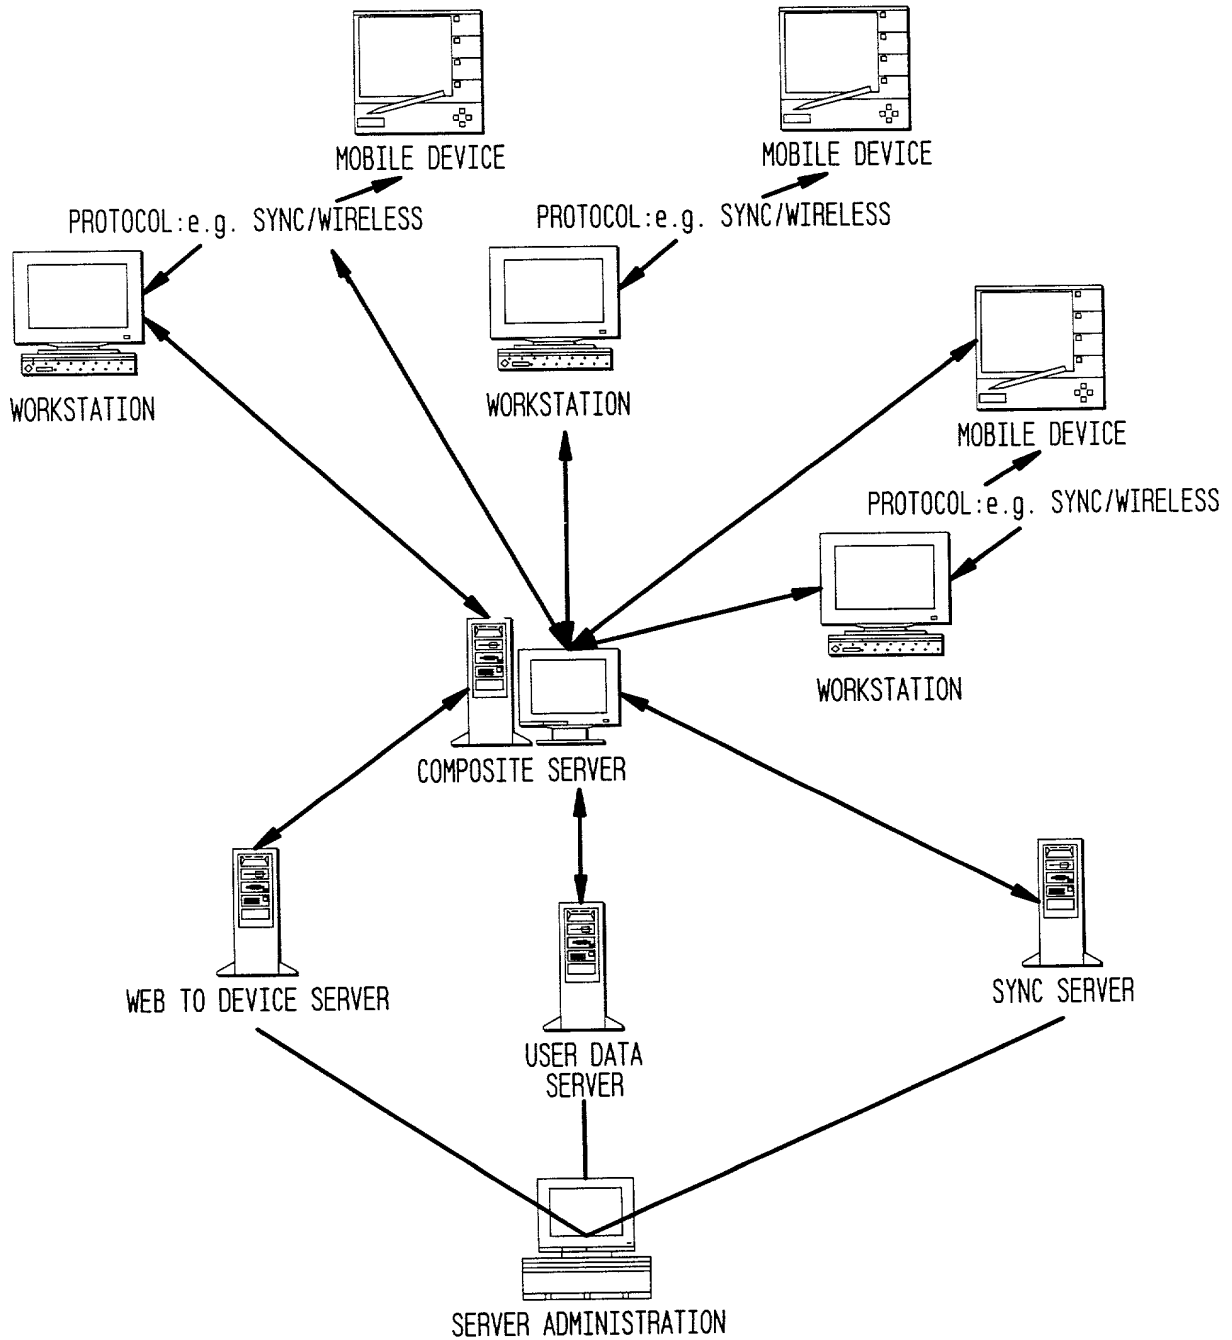 MOBILE DEVICE
MOBILE DEVICE
PROTOCOL:e.g. SYNC/WIRELESS
PROTOCOL:e.g. SYNC/WIRELESS
WORKSTATION
WORKSTATION
MOBILE DEVICE
PROTOCOL:e.g. SYNC/WIRELESS
WORKSTATION
COMPOSITE SERVER
WEB TO DEVICE SERVER
SYNC SERVER
USER DATA
SERVER
SERVER ADMINISTRATION